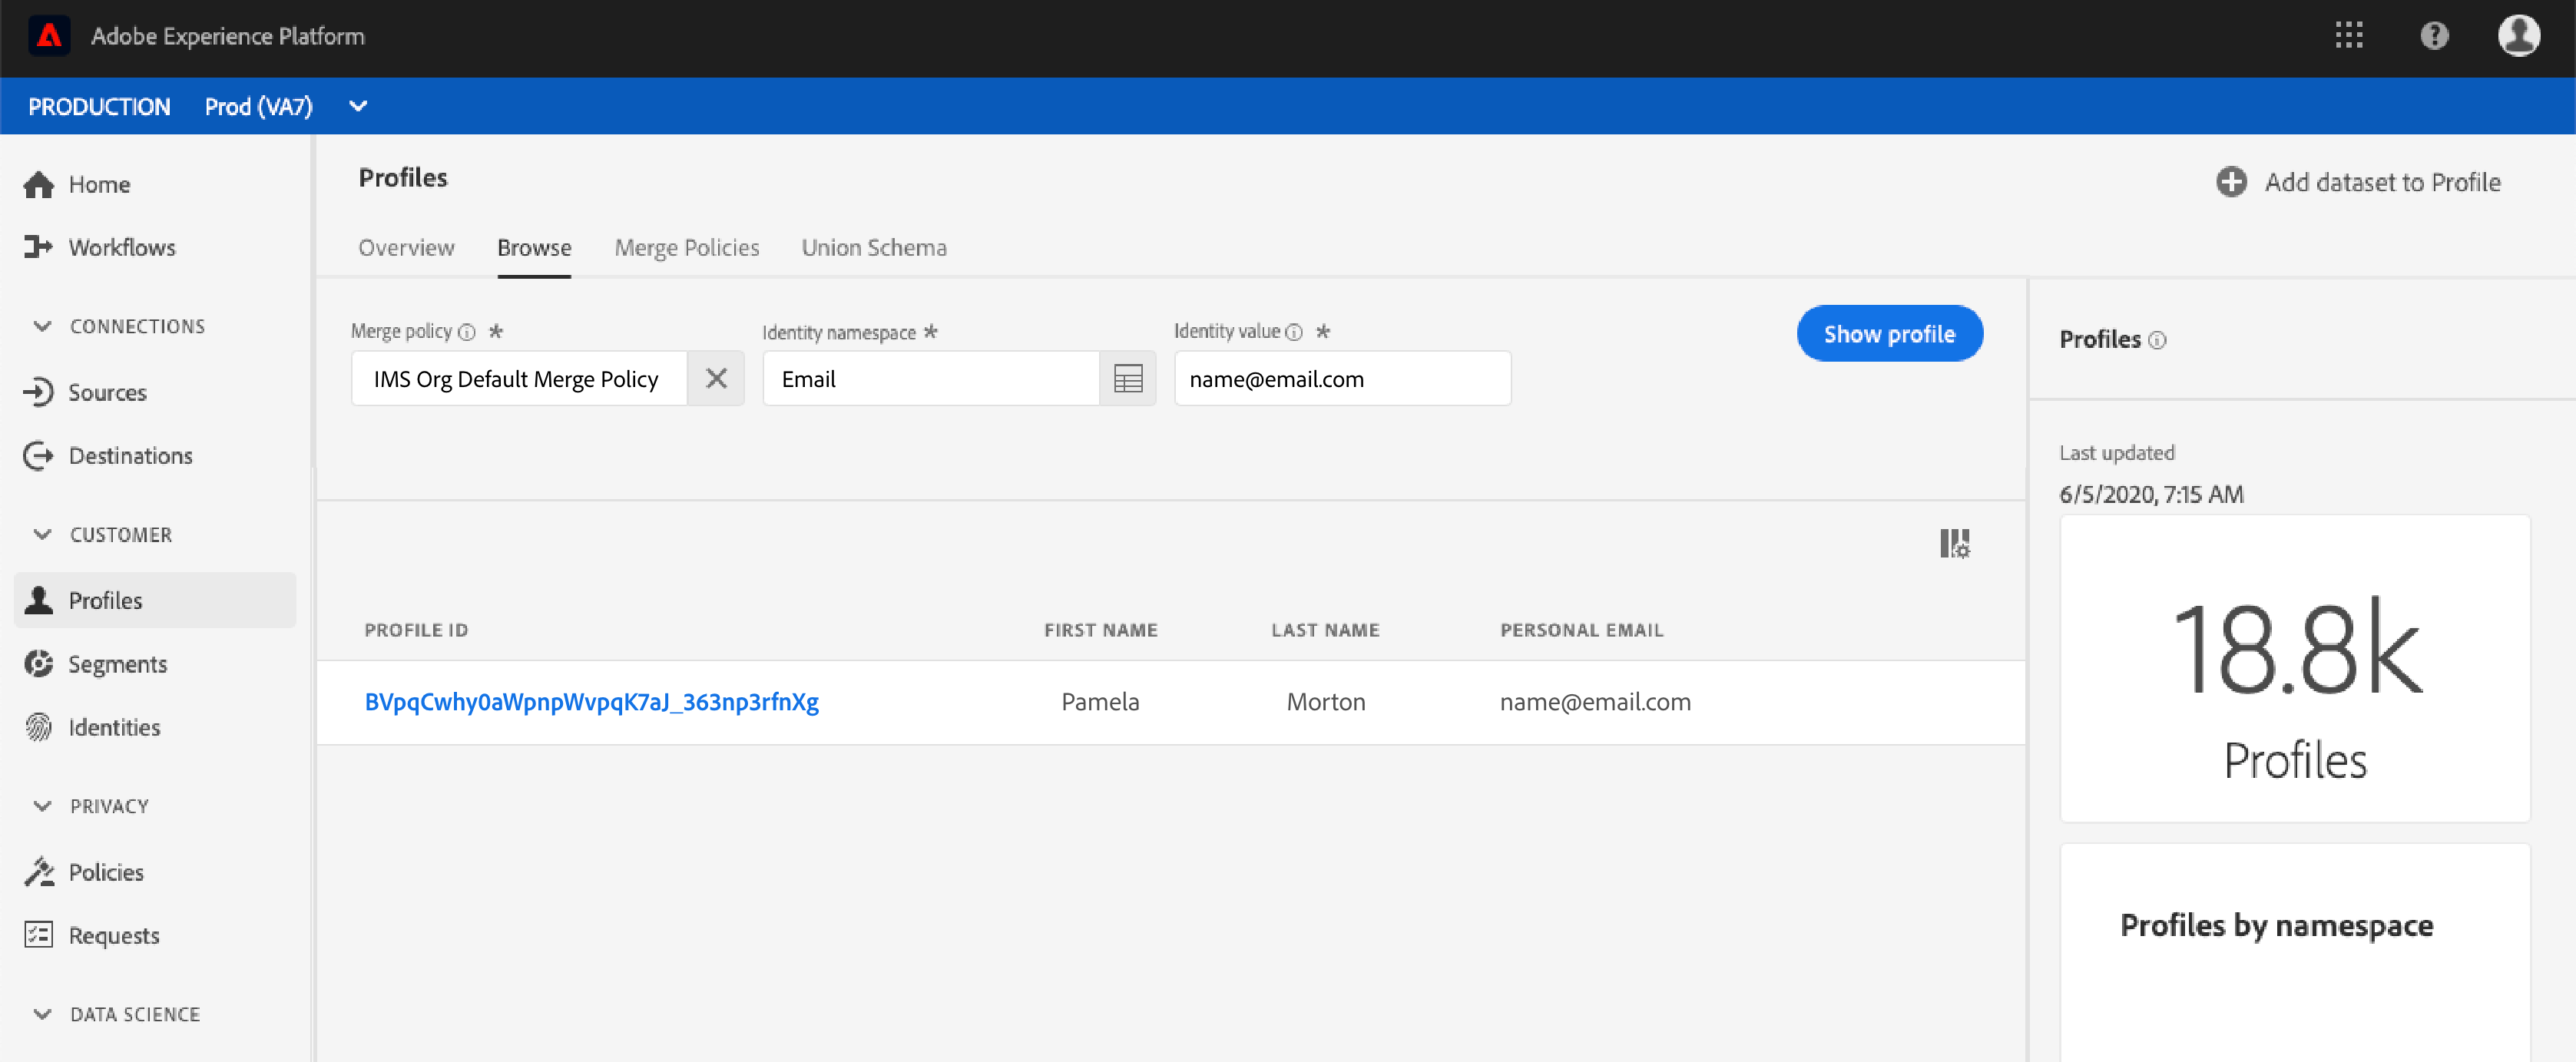 Adobe Experience Platform
PRODUCTION Prod (VA7)
Home
Workflows
CONNECTIONS
Sources
Destinations
CUSTOMER
Profiles
Segments
Identities
PRIVACY
Policies
Requests
DATA SCIENCE
Profiles
Add dataset to Profile
Overview Browse Merge Policies Union Schema
Merge policy * Identity namespace * Identity value *
IMS Org Default Merge Policy Email name@email.com
Show profile
PROFILE ID FIRST NAME LAST NAME PERSONAL EMAIL
BVpqCwhy0aWpnpWvpqK7aJ_363np3rfnXg Pamela Morton name@email.com
Profiles
Last updated
6/5/2020, 7:15 AM
18.8k
Profiles
Profiles by namespace